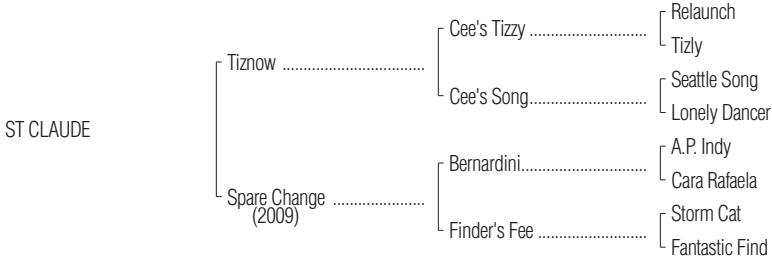 Relaunch
Cee's Tizzy ........................
Tizly
Tiznow .............................
Seattle Song
Cee's Song........................
Lonely Dancer
ST CLAUDE
A.P. Indy
Bernardini.........................
Cara Rafaela
Spare Change ...................
(2009)
Storm Cat
Finder's Fee ......................
Fantastic Find